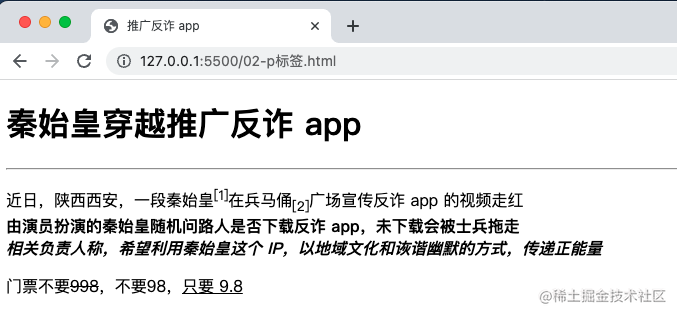 推广反诈 app
127.0.0.1:5500/02-p标签.html
秦始皇穿越推广反诈 app
近日，陕西西安，一段秦始皇[1]在兵马俑[2]广场宣传反诈 app 的视频走红
由演员扮演的秦始皇随机问路人是否下载反诈 app，未下载会被士兵拖走
相关负责人称，希望利用秦始皇这个 IP，以地域文化和诙谐幽默的方式，传递正能量
门票不要998，不要98，只要 9.8
@稀土掘金技术社区